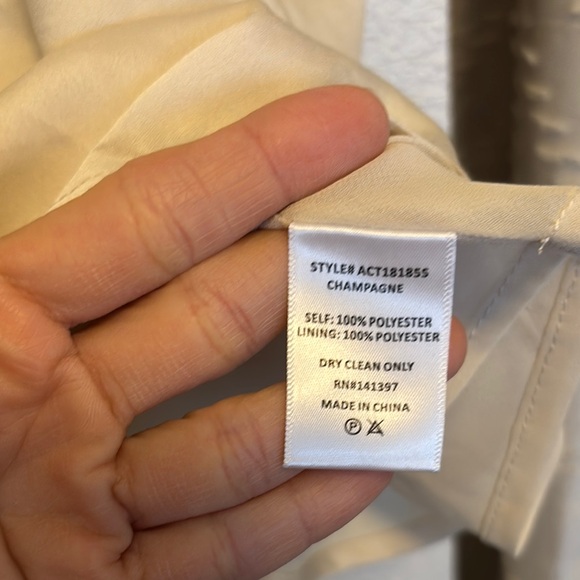 STYLE# ACT18185S
CHAMPAGNE
SELF: 100% POLYESTER
LINING: 100% POLYESTER
DRY CLEAN ONLY
RN#141397
MADE IN CHINA
P